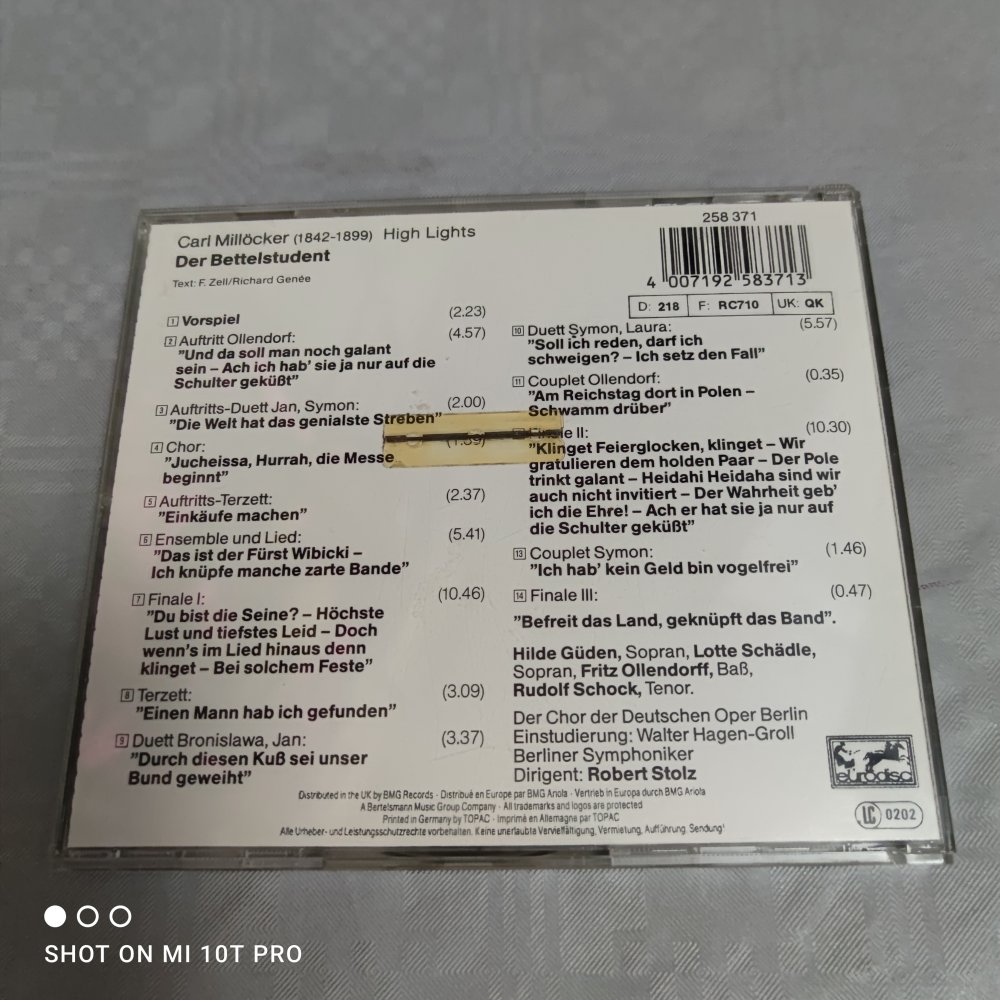 Carl Millöcker (1842-1899) High Lights
Der Bettelstudent
Text: F. Zell/Richard Genée
258 371
4 007192 583713
D: 218 F: RC710 UK: QK
1 Vorspiel (2.23)
2 Auftritt Ollendorf: (4.57)
"Und da soll man noch galant
sein – Ach ich hab' sie ja nur auf die
Schulter geküßt"
3 Auftritts-Duett Jan, Symon: (2.00)
"Die Welt hat das genialste Streben"
4 Chor: (1.39)
"Jucheissa, Hurrah, die Messe
beginnt"
5 Auftritts-Terzett: (2.37)
"Einkäufe machen"
6 Ensemble und Lied: (5.41)
"Das ist der Fürst Wibicki –
Ich knüpfe manche zarte Bande"
7 Finale I: (10.46)
"Du bist die Seine? – Höchste
Lust und tiefstes Leid – Doch
wenn's im Lied hinaus denn
klinget – Bei solchem Feste"
8 Terzett: (3.09)
"Einen Mann hab ich gefunden"
9 Duett Bronislawa, Jan: (3.37)
"Durch diesen Kuß sei unser
Bund geweiht"
10 Duett Symon, Laura: (5.57)
"Soll ich reden, darf ich
schweigen? – Ich setz den Fall"
11 Couplet Ollendorf: (0.35)
"Am Reichstag dort in Polen –
Schwamm drüber"
Finale II: (10.30)
"Klinget Feierglocken, klinget – Wir
gratulieren dem holden Paar – Der Pole
trinkt galant – Heidahi Heidaha sind wir
auch nicht invitiert – Der Wahrheit geb'
ich die Ehre! – Ach er hat sie ja nur auf
die Schulter geküßt"
13 Couplet Symon: (1.46)
"Ich hab' kein Geld bin vogelfrei"
14 Finale III: (0.47)
"Befreit das Land, geknüpft das Band".
Hilde Güden, Sopran, Lotte Schädle,
Sopran, Fritz Ollendorff, Baß,
Rudolf Schock, Tenor.
Der Chor der Deutschen Oper Berlin
Einstudierung: Walter Hagen-Groll
Berliner Symphoniker
Dirigent: Robert Stolz
eurodisc
LC 0202
Distributed in the UK by BMG Records · Distribué en Europe par BMG Ariola · Vertrieb in Europa durch BMG Ariola
A Bertelsmann Music Group Company · All trademarks and logos are protected
Printed in Germany by TOPAC · Imprimé en Allemagne par TOPAC
Alle Urheber- und Leistungsschutzrechte vorbehalten. Keine unerlaubte Vervielfältigung, Vermietung, Aufführung, Sendung!
SHOT ON MI 10T PRO